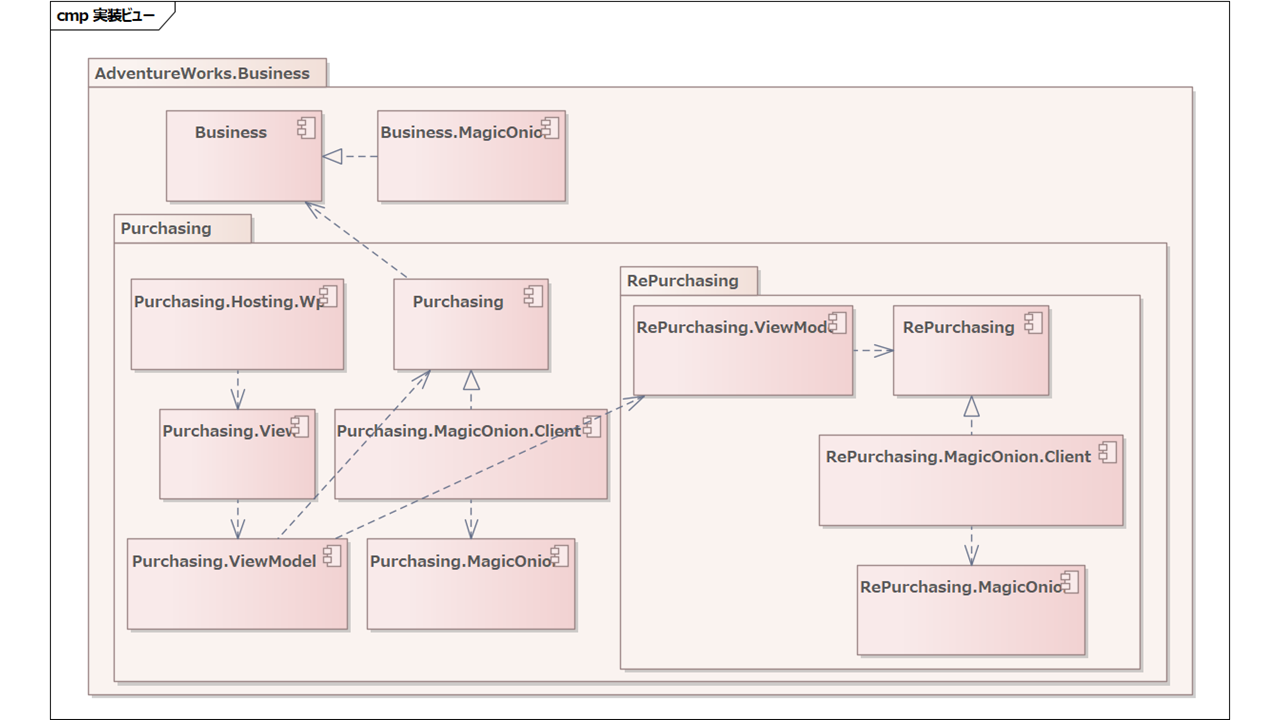 cmp 実装ビュー
AdventureWorks.Business
Business
Business.MagicOnio
Purchasing
Purchasing.Hosting.Wp
Purchasing
RePurchasing
RePurchasing.ViewMode
RePurchasing
Purchasing.View
Purchasing.MagicOnion.Client
RePurchasing.MagicOnion.Client
Purchasing.ViewModel
Purchasing.MagicOnio
RePurchasing.MagicOnio